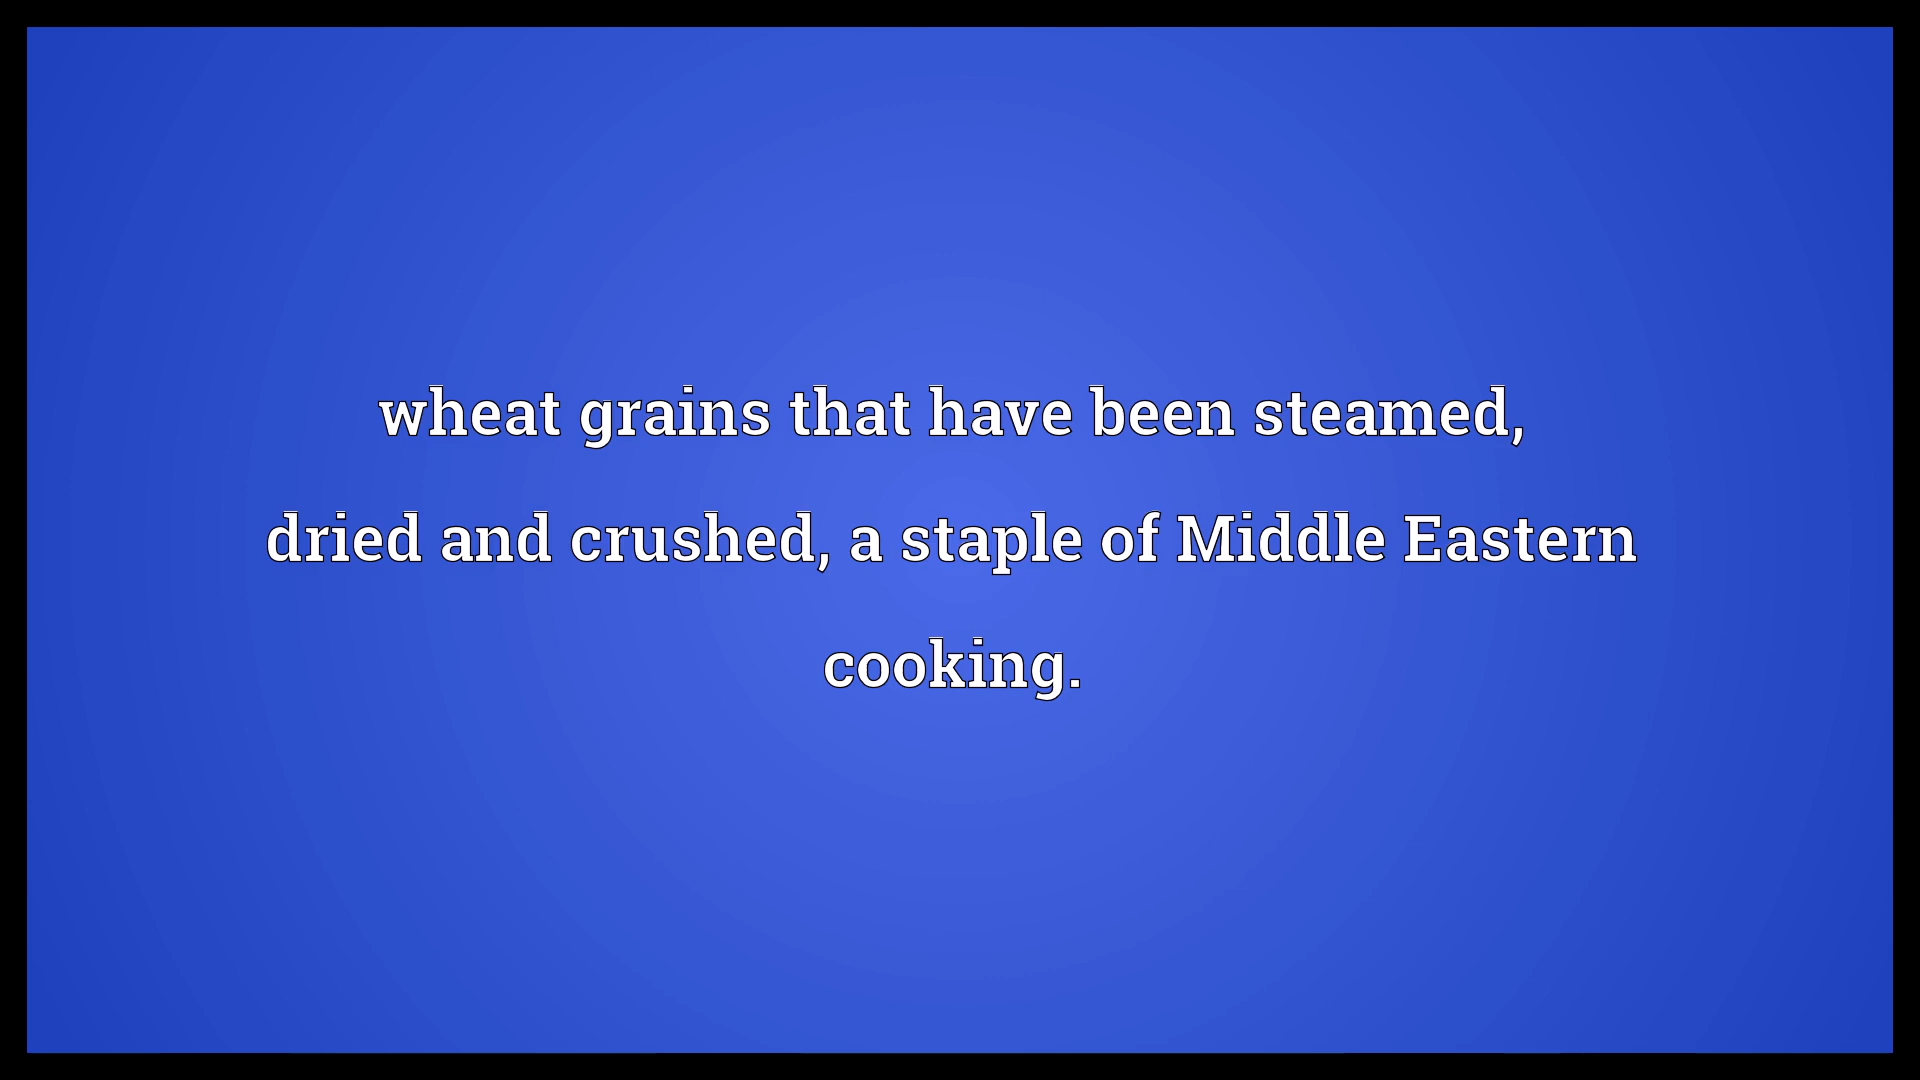 wheat grains that have been steamed,
dried and crushed, a staple of Middle Eastern
cooking.